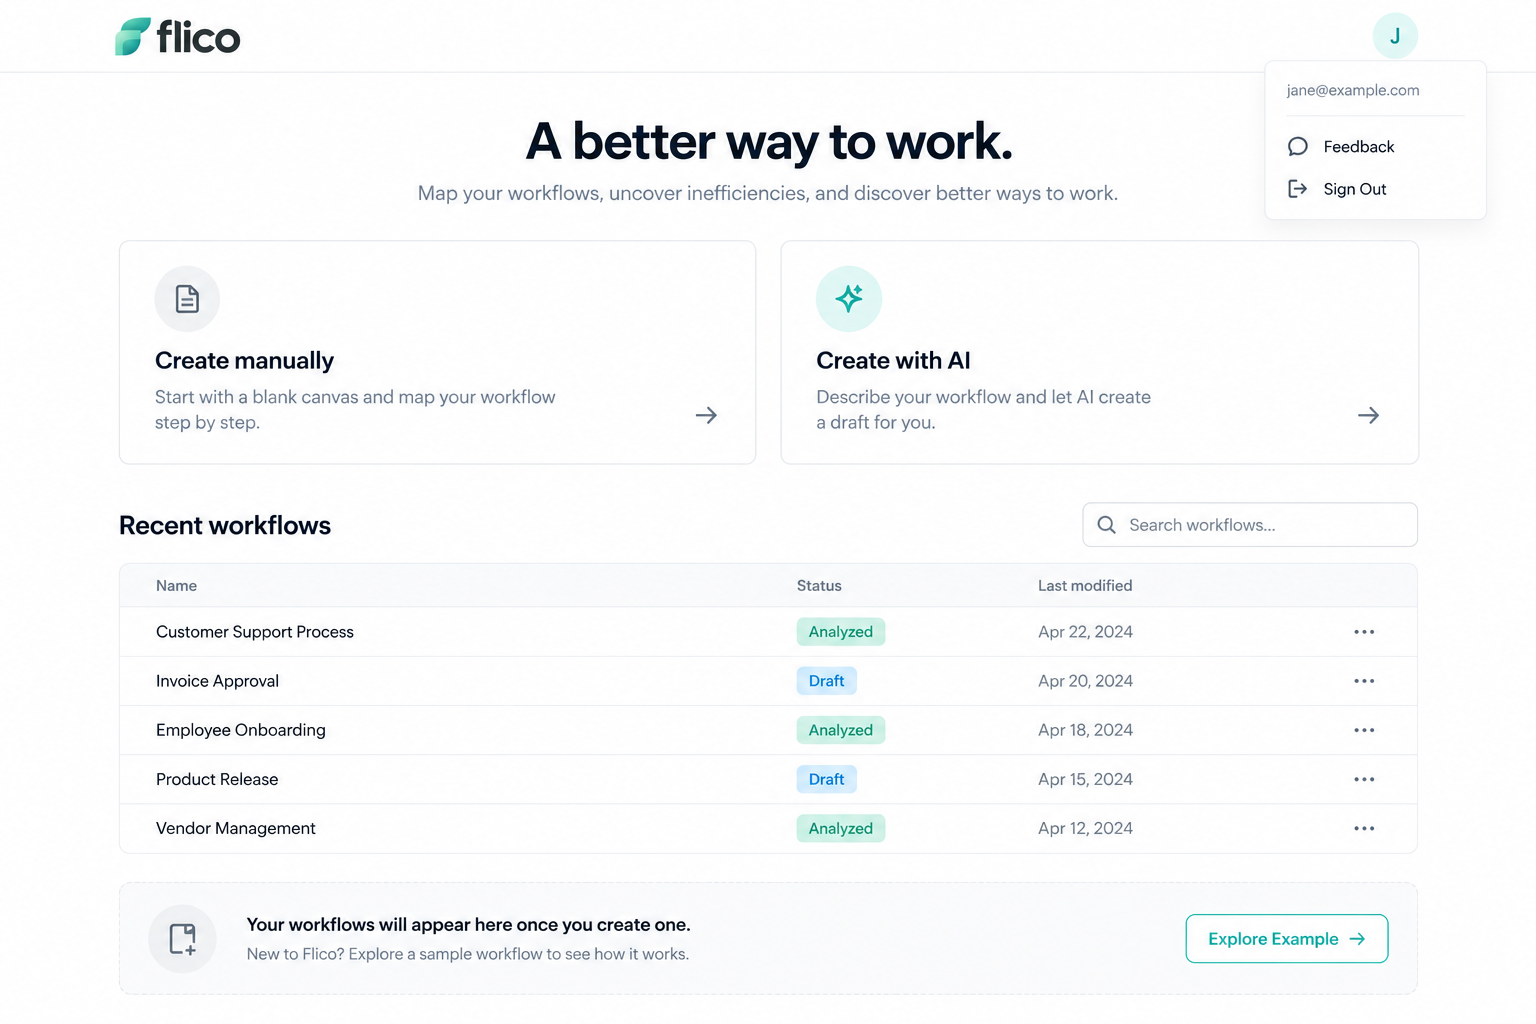 flico
J
jane@example.com
Feedback
Sign Out
A better way to work.
Map your workflows, uncover inefficiencies, and discover better ways to work.
Create manually
Start with a blank canvas and map your workflow
step by step.
Create with AI
Describe your workflow and let AI create
a draft for you.
Recent workflows
Search workflows...
Name Status Last modified
Customer Support Process Analyzed Apr 22, 2024
Invoice Approval Draft Apr 20, 2024
Employee Onboarding Analyzed Apr 18, 2024
Product Release Draft Apr 15, 2024
Vendor Management Analyzed Apr 12, 2024
Your workflows will appear here once you create one.
New to Flico? Explore a sample workflow to see how it works.
Explore Example